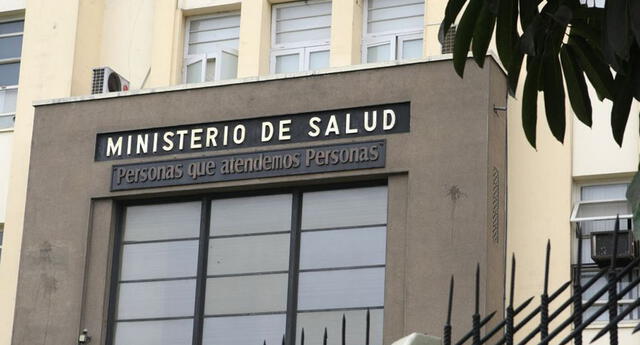 MINISTERIO DE SALUD
"Personas que atendemos Personas"